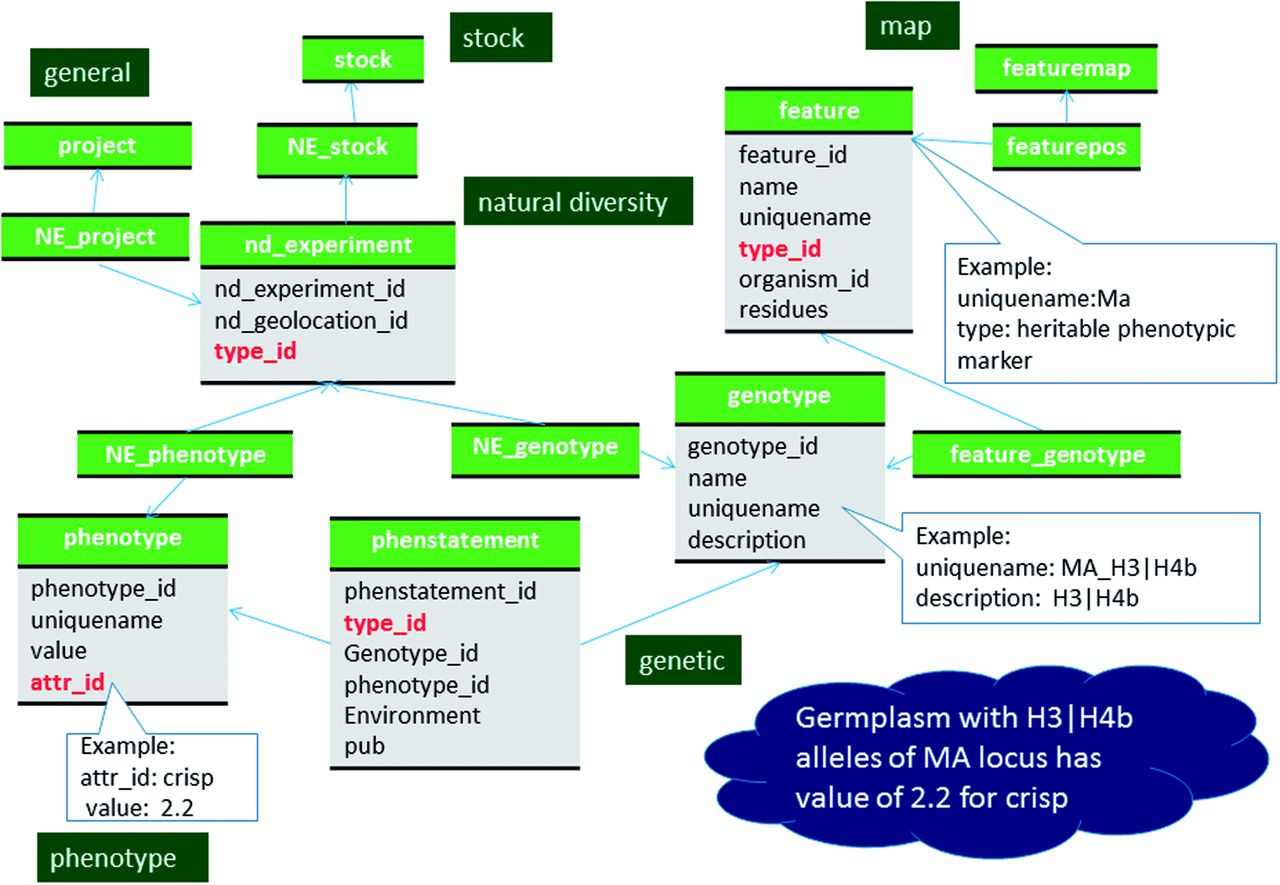 general
stock
stock
map
featuremap
project
NE_stock
feature
featurepos
NE_project
nd_experiment
natural diversity
nd_experiment_id
nd_geolocation_id
type_id
feature_id
name
uniquename
type_id
organism_id
residues
Example:
uniquename:Ma
type: heritable phenotypic
marker
NE_phenotype
NE_genotype
genotype
genotype_id
name
uniquename
description
feature_genotype
phenotype
phenotype_id
uniquename
value
attr_id
phenstatement
phenstatement_id
type_id
Genotype_id
phenotype_id
Environment
pub
Example:
uniquename: MA_H3|H4b
description: H3|H4b
genetic
Example:
attr_id: crisp
value: 2.2
phenotype
Germplasm with H3|H4b
alleles of MA locus has
value of 2.2 for crisp